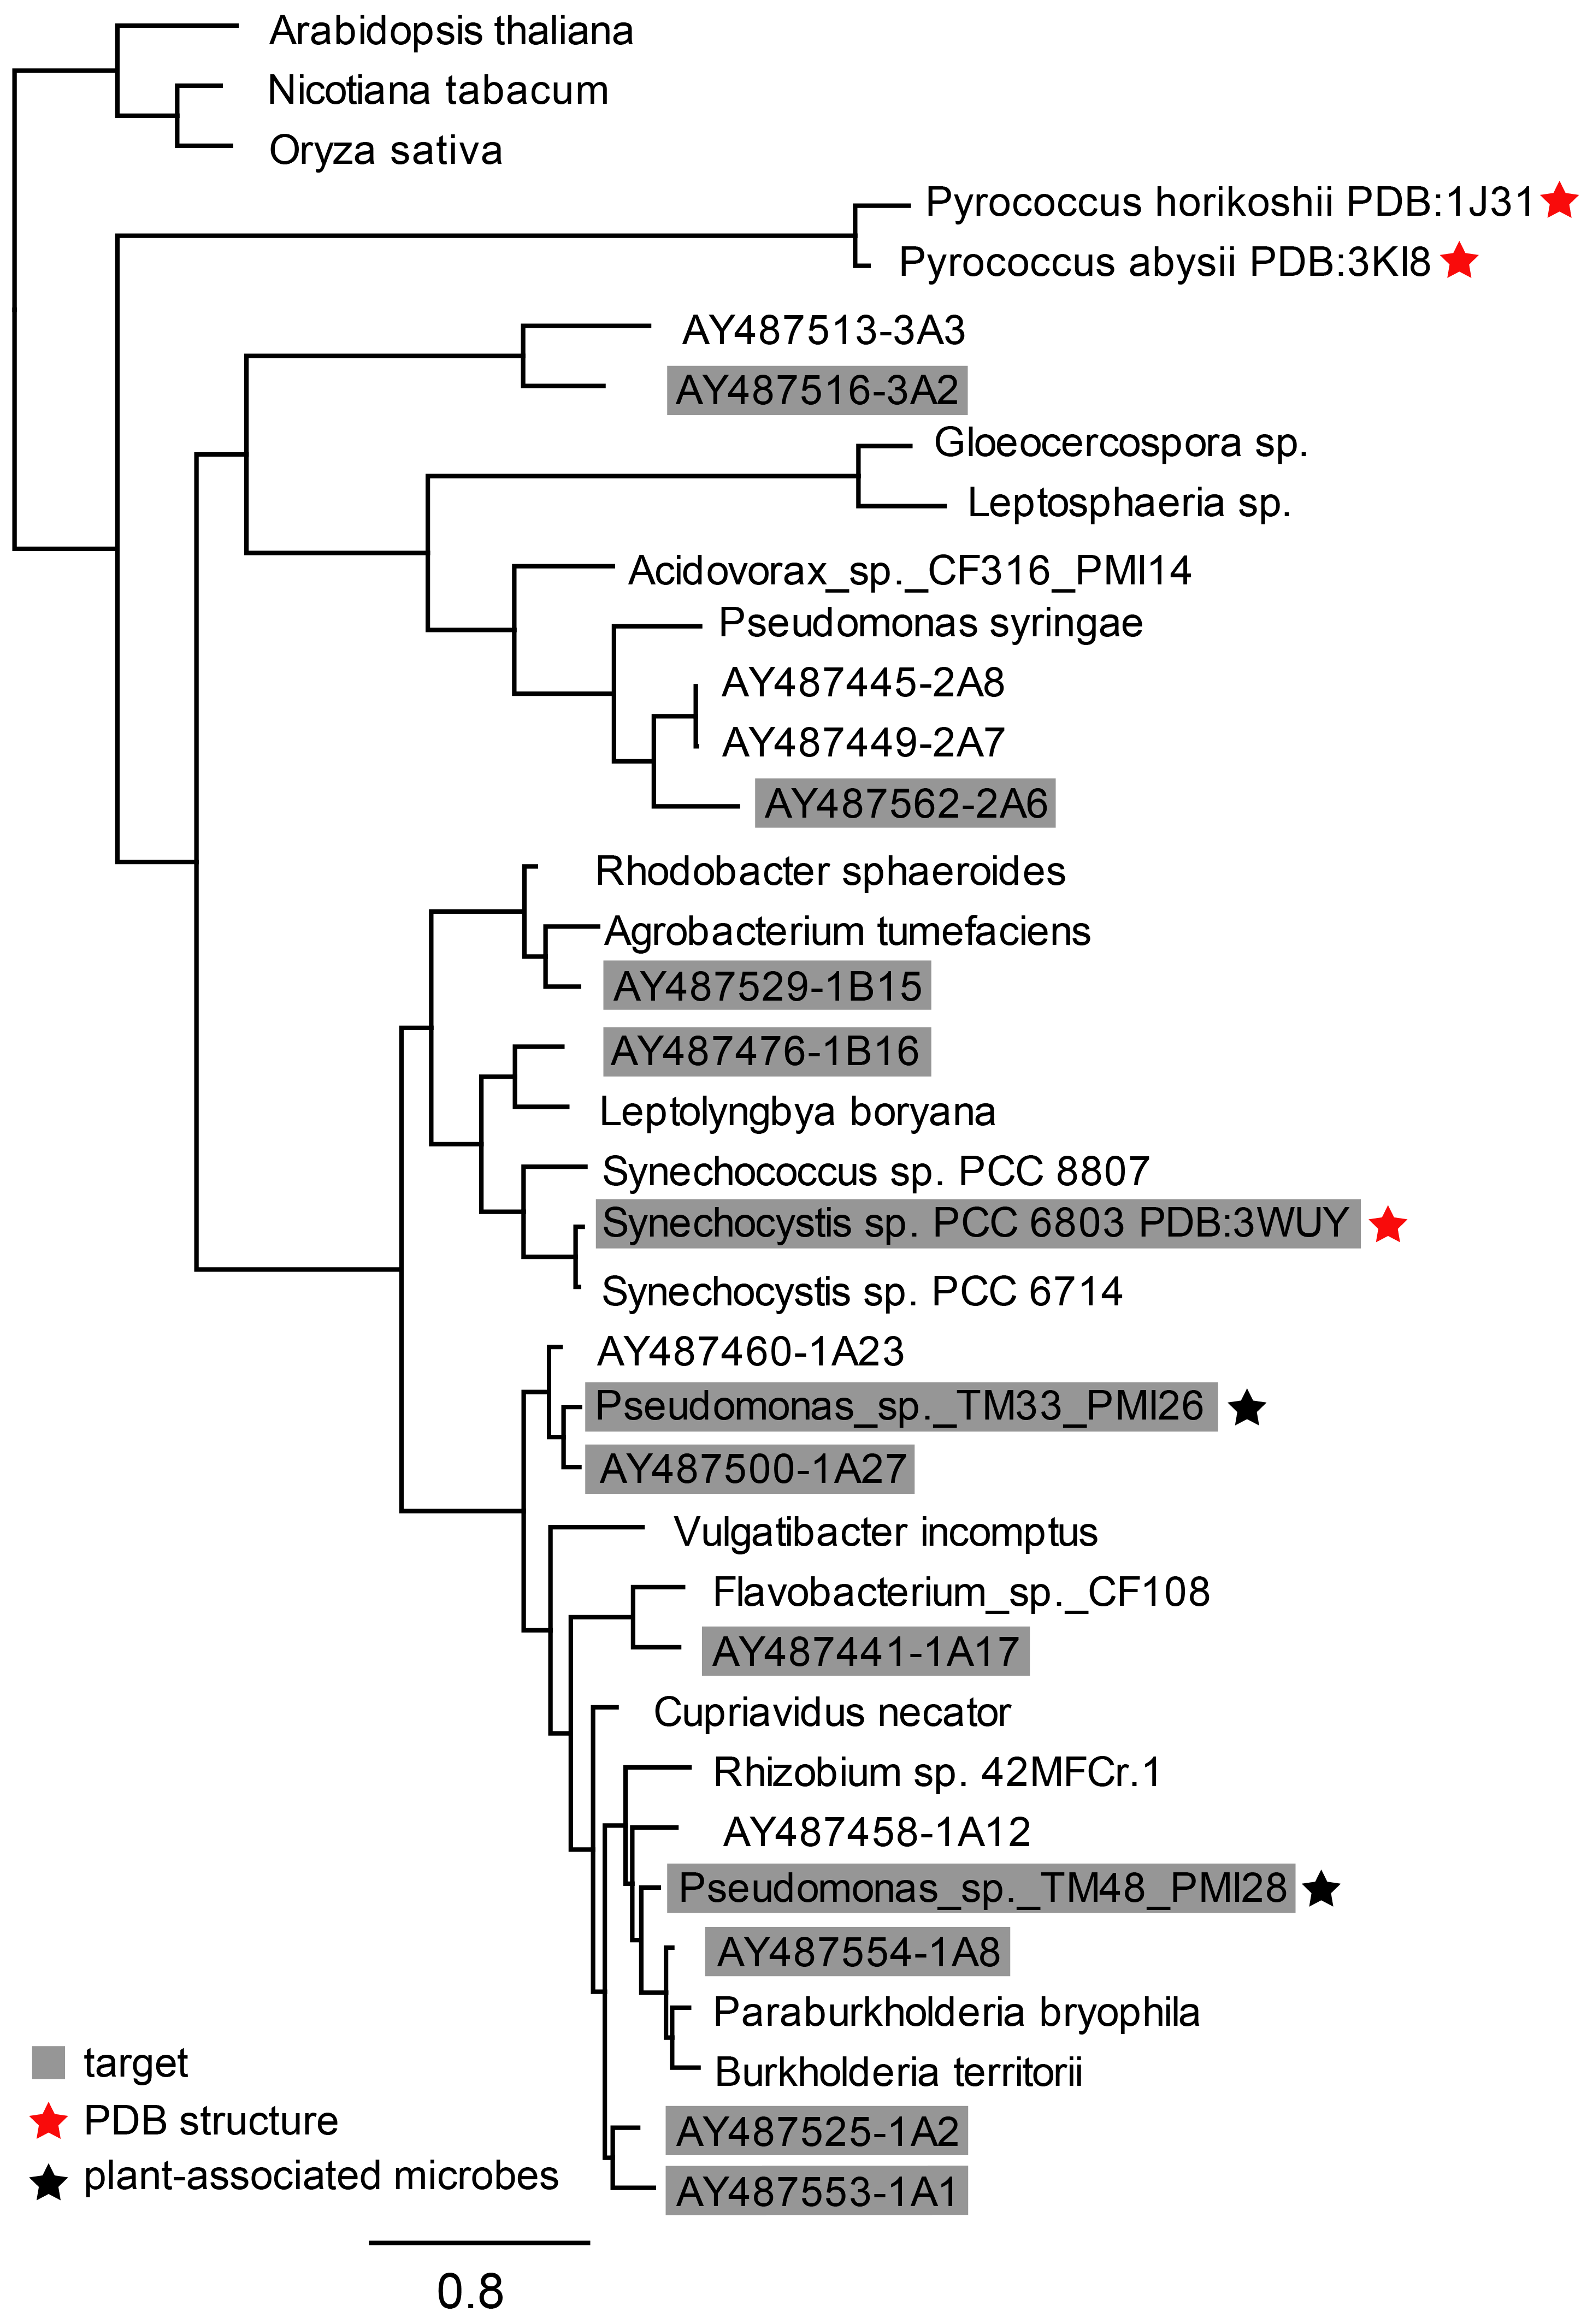 Arabidopsis thaliana
Nicotiana tabacum
Oryza sativa
Pyrococcus horikoshii PDB:1J31
Pyrococcus abysii PDB:3KI8
AY487513-3A3
AY487516-3A2
Gloeocercospora sp.
Leptosphaeria sp.
Acidovorax_sp._CF316_PMI14
Pseudomonas syringae
AY487445-2A8
AY487449-2A7
AY487562-2A6
Rhodobacter sphaeroides
Agrobacterium tumefaciens
AY487529-1B15
AY487476-1B16
Leptolyngbya boryana
Synechococcus sp. PCC 8807
Synechocystis sp. PCC 6803 PDB:3WUY
Synechocystis sp. PCC 6714
AY487460-1A23
Pseudomonas_sp._TM33_PMI26
AY487500-1A27
Vulgatibacter incomptus
Flavobacterium_sp._CF108
AY487441-1A17
Cupriavidus necator
Rhizobium sp. 42MFCr.1
AY487458-1A12
Pseudomonas_sp._TM48_PMI28
AY487554-1A8
Paraburkholderia bryophila
Burkholderia territorii
AY487525-1A2
AY487553-1A1
target
PDB structure
plant-associated microbes
0.8